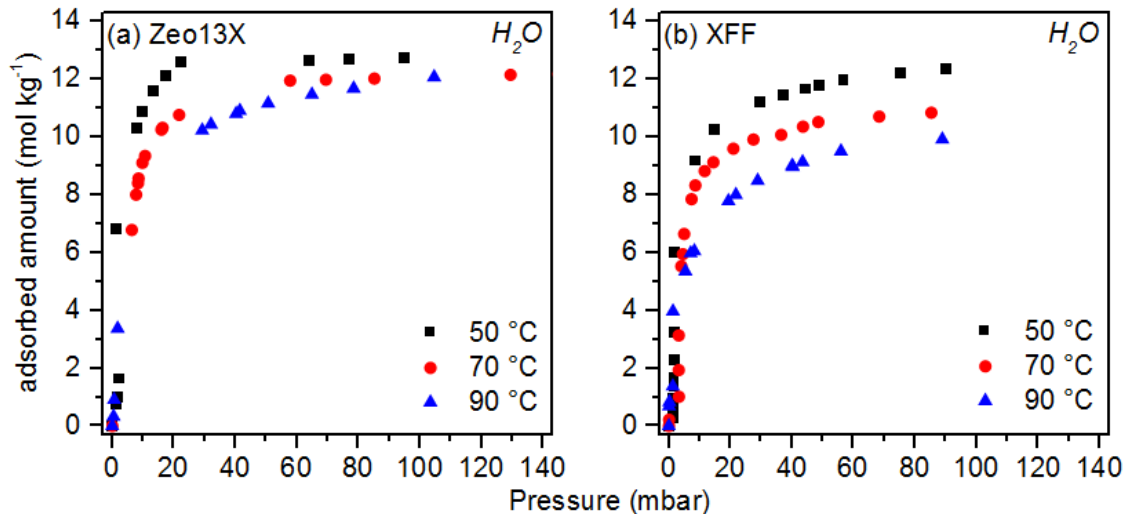 adsorbed amount (mol kg⁻¹)
14
12
10
8
6
4
2
0
(a) Zeo13X
H₂O
50 °C
70 °C
90 °C
0 20 40 60 80 100 120 140
14
12
10
8
6
4
2
0
(b) XFF
H₂O
50 °C
70 °C
90 °C
0 20 40 60 80 100 120 140
Pressure (mbar)